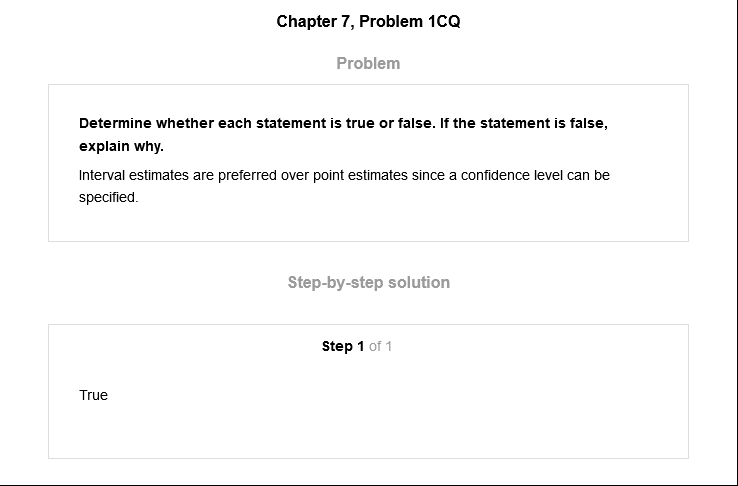 Chapter 7, Problem 1CQ
Problem
Determine whether each statement is true or false. If the statement is false,
explain why.
Interval estimates are preferred over point estimates since a confidence level can be
specified.
Step-by-step solution
Step 1 of 1
True